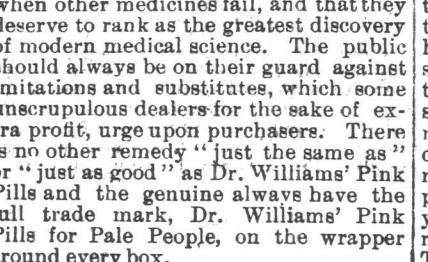 when other medicines fail, and that they
deserve to rank as the greatest discovery
of modern medical science. The public
should always be on their guard against
imitations and substitutes, which some
unscrupulous dealers for the sake of ex-
tra profit, urge upon purchasers. There
is no other remedy "just the same as"
or "just as good" as Dr. Williams' Pink
Pills and the genuine always have the
full trade mark, Dr. Williams' Pink
Pills for Pale People, on the wrapper
around every box.